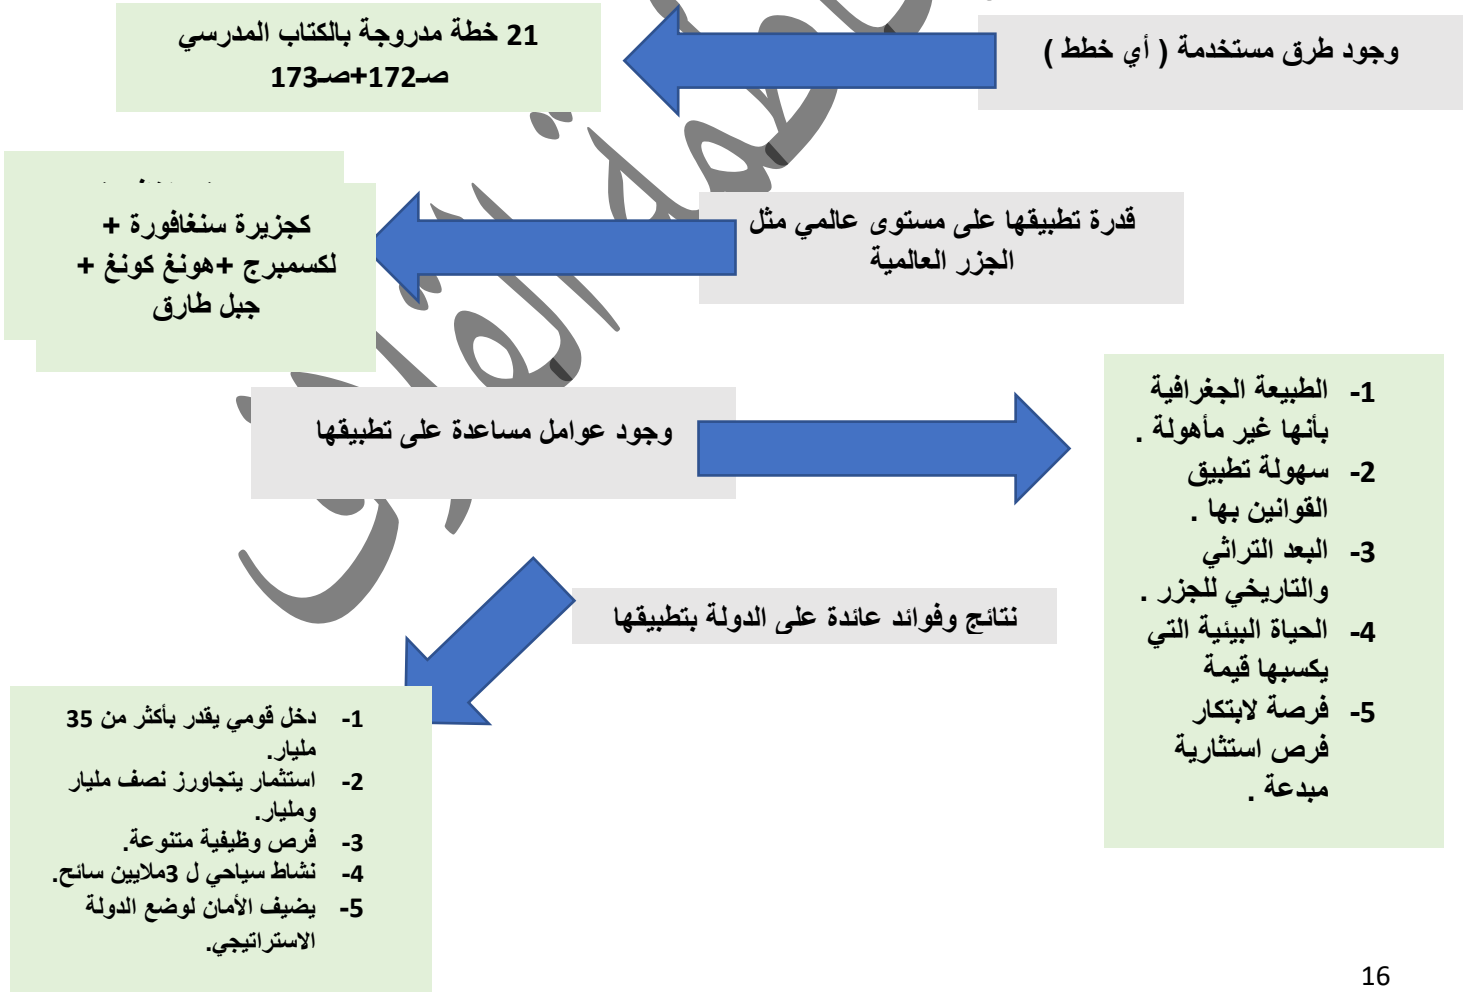 وجود طرق مستخدمة ( أي خطط )
21 خطة مدروجة بالكتاب المدرسي
صـ172+صـ173
قدرة تطبيقها على مستوى عالمي مثل
الجزر العالمية
كجزيرة سنغافورة +
لكسمبرج +هونغ كونغ +
جبل طارق
وجود عوامل مساعدة على تطبيقها
1- الطبيعة الجغرافية
بأنها غير مأهولة .
2- سهولة تطبيق
القوانين بها .
3- البعد التراثي
والتاريخي للجزر .
4- الحياة البيئية التي
يكسبها قيمة
5- فرصة لابتكار
فرص استثارية
مبدعة .
نتائج وفوائد عائدة على الدولة بتطبيقها
1- دخل قومي يقدر بأكثر من 35
مليار.
2- استثمار يتجاورز نصف مليار
ومليار.
3- فرص وظيفية متنوعة.
4- نشاط سياحي ل 3ملايين سائح.
5- يضيف الأمان لوضع الدولة
الاستراتيجي.
16